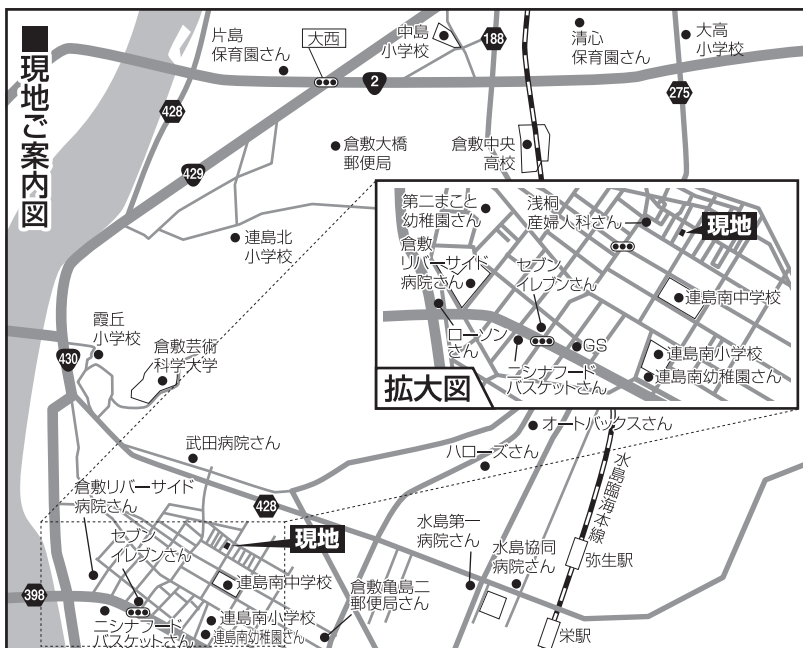 ■現地ご案内図
片島
保育園さん
大西
中島
小学校
188
清心
保育園さん
大高
小学校
2
275
428
429
倉敷大橋
郵便局
倉敷中央
高校
連島北
小学校
霞丘
小学校
倉敷芸術
科学大学
430
武田病院さん
第二まこと
幼稚園さん
浅桐
産婦人科さん
現地
倉敷
リバーサイド
病院さん
セブン
イレブンさん
連島南中学校
ローソン
さん
GS
ニシナフード
バスケットさん
連島南小学校
連島南幼稚園さん
拡大図
オートバックスさん
ハローズさん
水島臨海本線
倉敷リバーサイド
病院さん
セブン
イレブンさん
428
現地
水島第一
病院さん
水島協同
病院さん
弥生駅
398
連島南中学校
倉敷亀島二
郵便局さん
ニシナフード
バスケットさん
連島南小学校
連島南幼稚園さん
栄駅